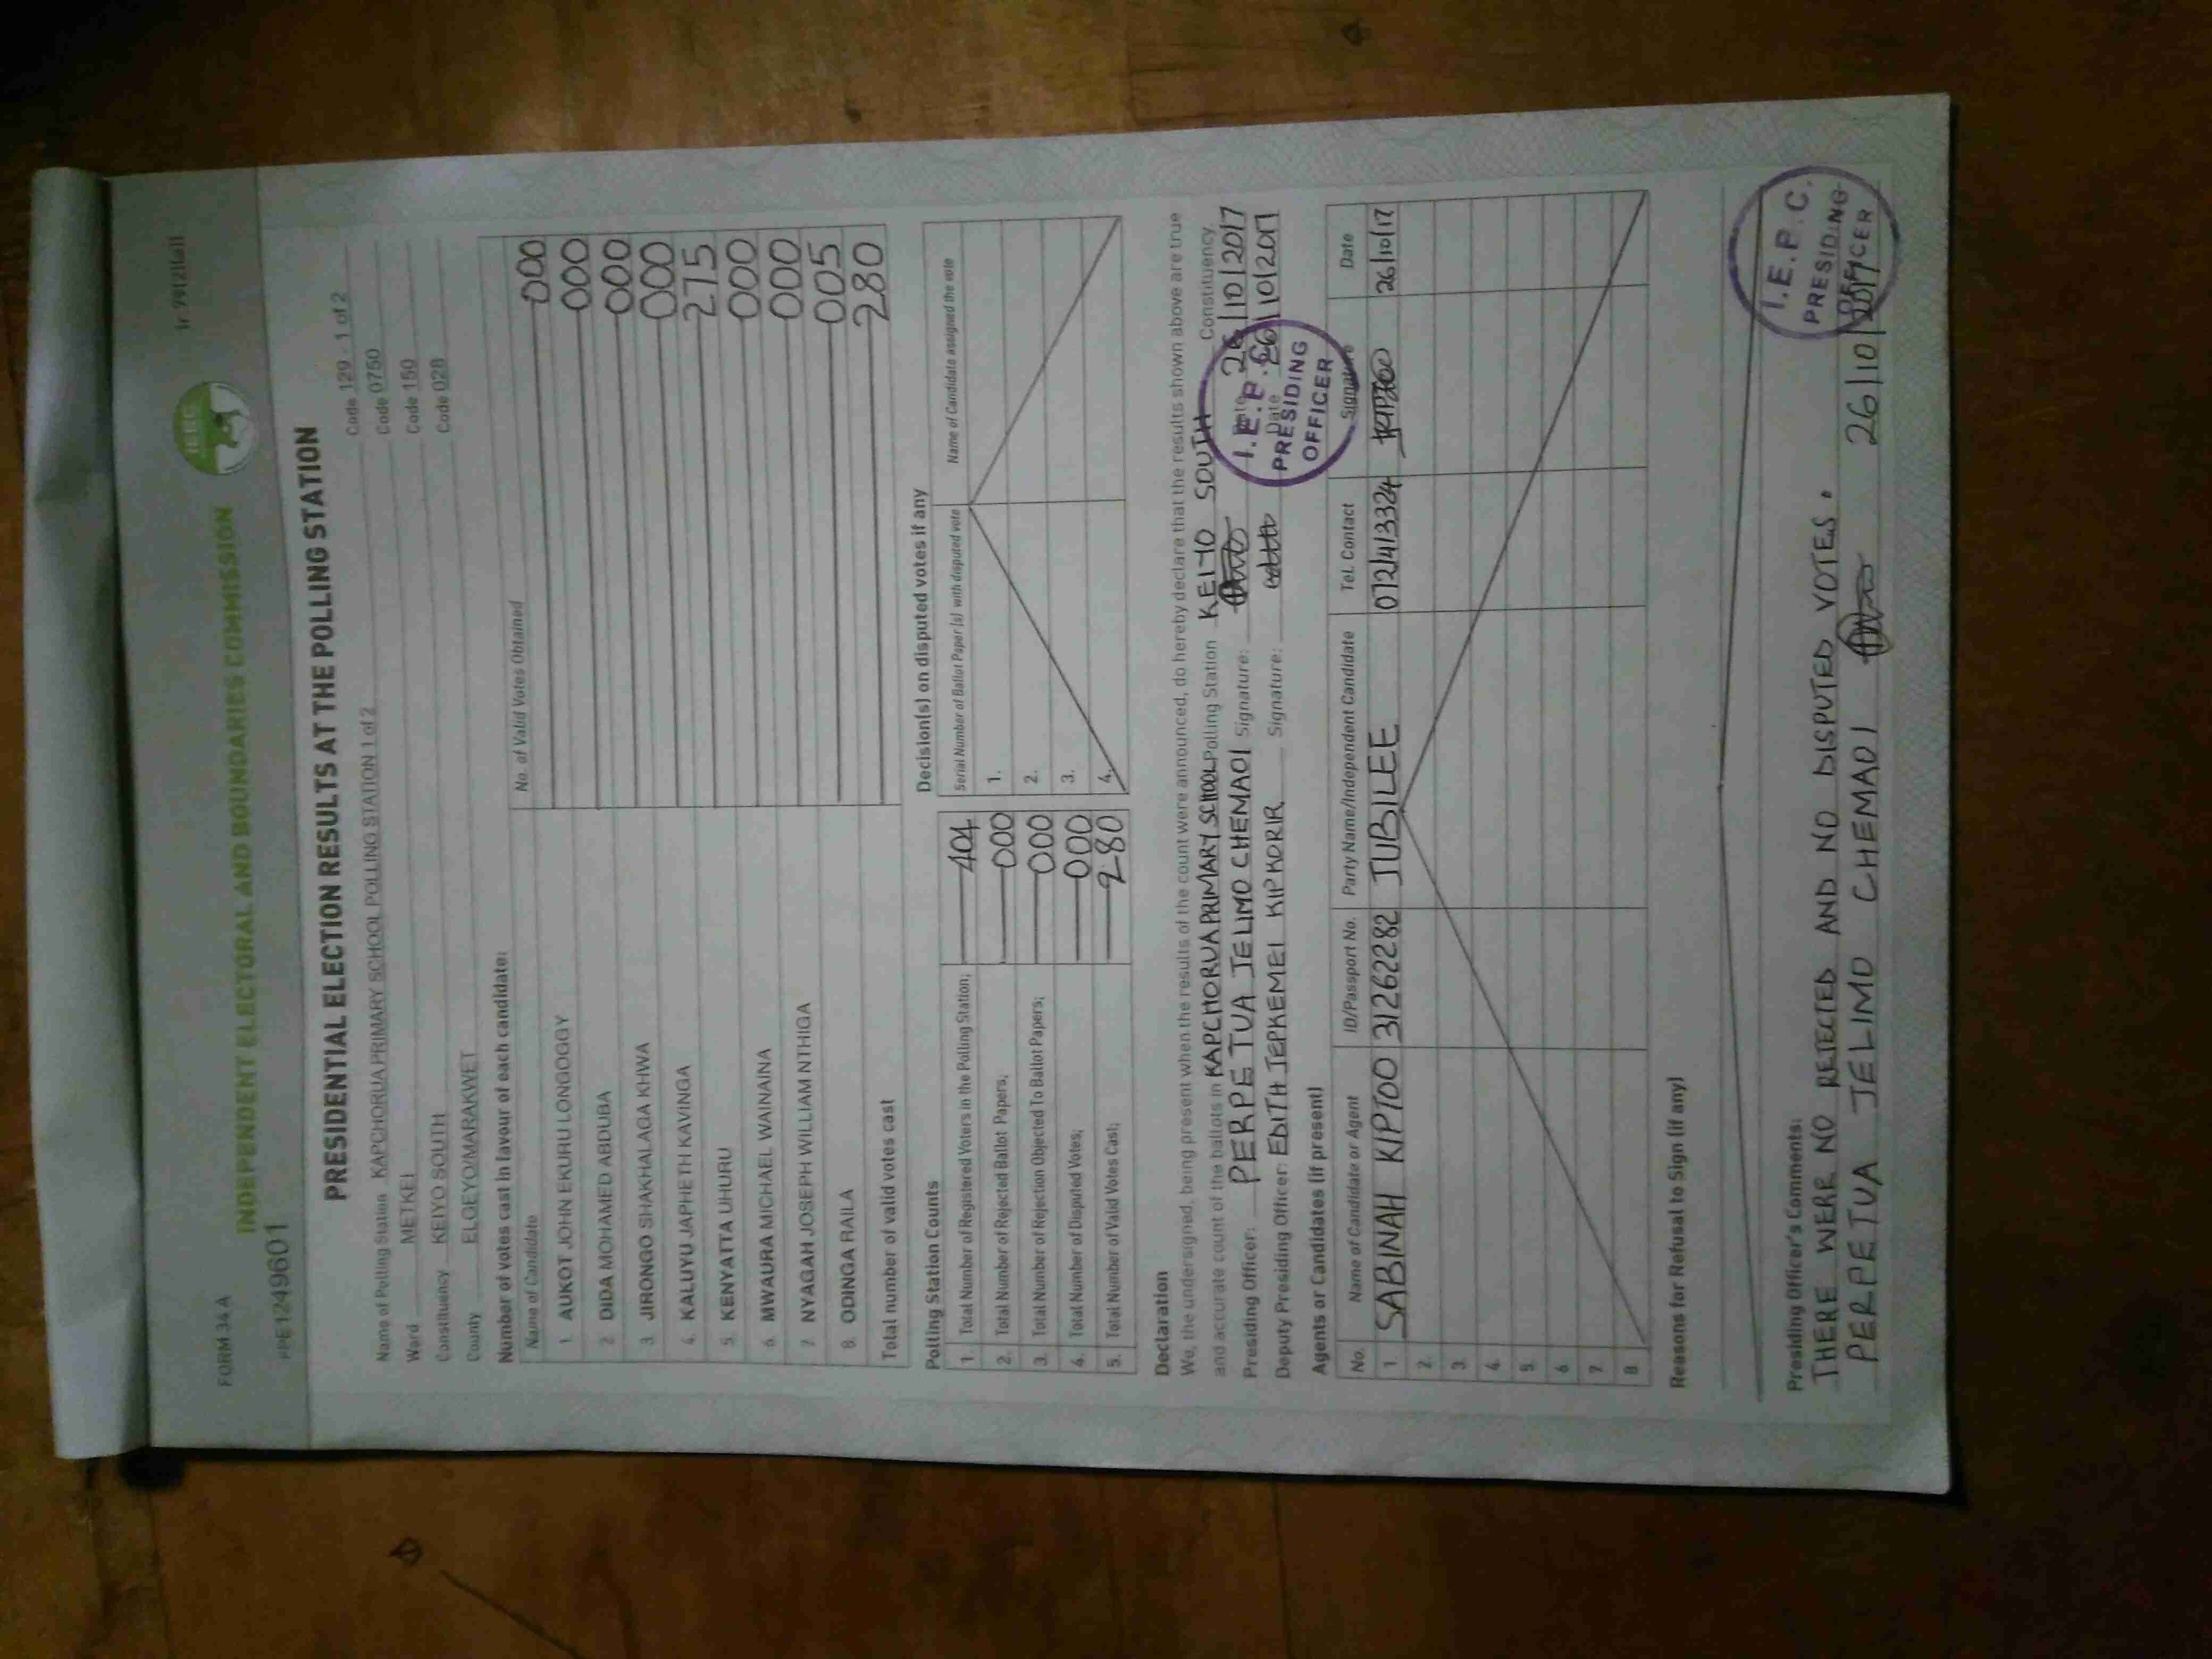 FORM 34 A
INDEPENDENT ELECTORAL AND BOUNDARIES COMMISSION
IEBC
PRESIDENTIAL ELECTION RESULTS AT THE POLLING STATION
Name of Polling Station KAPCHORUA PRIMARY SCHOOL POLLING STATION 1 of 2 Code 129 - 1 of 2
Ward METKEI Code 0750
Constituency KEIYO SOUTH Code 150
County ELGEYO/MARAKWET Code 028
Number of votes cast in favour of each candidate:
Name of Candidate No. of Valid Votes Obtained
1. AUKOT JOHN EKURU LONGOGGY 000
2. DIDA MOHAMED ABDUBA 000
3. JIRONGO SHAKHALAGA KHWA 000
4. KALUYU JAPHETH KAVINGA 000
5. KENYATTA UHURU 275
6. MWAURA MICHAEL WAINAINA 000
7. NYAGAH JOSEPH WILLIAM NTHIGA 000
8. ODINGA RAILA 005
Total number of valid votes cast 280
Polling Station Counts
1. Total Number of Registered Voters in the Polling Station; 404
2. Total Number of Rejected Ballot Papers; 000
3. Total Number of Rejection Objected To Ballot Papers; 000
4. Total Number of Disputed Votes; 000
5. Total Number of Valid Votes Cast; 280
Decision(s) on disputed votes if any
Serial Number of Ballot Paper (s) with disputed vote Name of Candidate assigned the vote
1.
2.
3.
4.
Declaration
We, the undersigned, being present when the results of the count were announced, do hereby declare that the results shown above are true
and accurate count of the ballots in KAPCHORUA PRIMARY SCHOOL Polling Station KEIYO SOUTH Constituency
Presiding Officer: PERPETUA JELIMO CHEMAOI Signature: Date 26/10/2017
Deputy Presiding Officer: EDITH JEPKEMEI KIPKORIR Signature: Date 26/10/2017
I.E.B.C.
PRESIDING
OFFICER
Agents or Candidates (if present)
No. Name of Candidate or Agent ID/Passport No. Party Name/Independent Candidate Tel. Contact Signature Date
1. SABINAH KIPTOO 31262282 JUBILEE 072413324 26/10/17
2.
3.
4.
5.
6
7
8
Reasons for Refusal to Sign (if any)
Presiding Officer's Comments:
THERE WERE NO REJECTED AND NO DISPUTED VOTES.
PERPETUA JELIMO CHEMAOI 26/10/2017
I.E.B.C.
PRESIDING
OFFICER